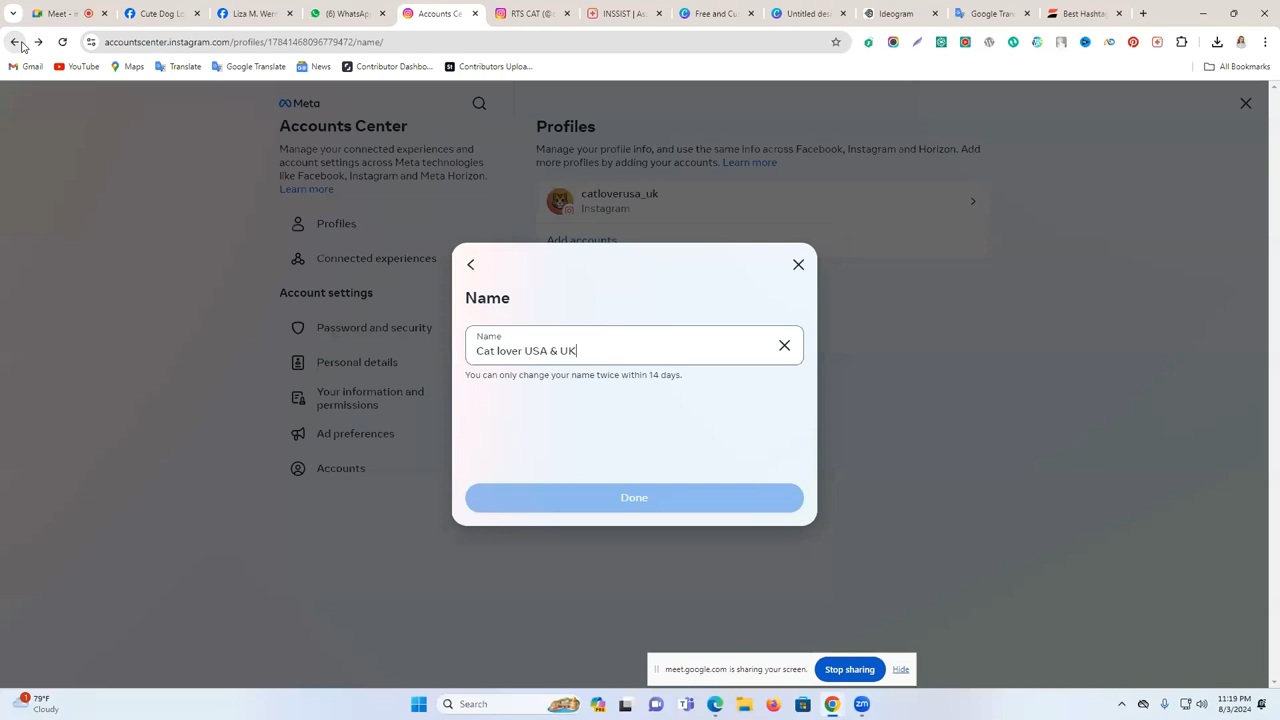 Meet - m
Cute Dog Lo
Liza M Wern
WhatsApp
Accounts Ce
RTS CAT (@
INSSIST | As
Free and Cu
Untitled des
Ideogram
Google Tran
Best Hashtag
accountscenter.instagram.com/profiles/17841468096779472/name/
Gmail
YouTube
Maps
Translate
Google Translate
News
Contributor Dashbo...
Contributors Uploa...
All Bookmarks
Meta
Accounts Center
Manage your connected experiences and
account settings across Meta technologies
like Facebook, Instagram and Meta Horizon.
Learn more
Profiles
Connected experiences
Account settings
Password and security
Personal details
Your information and
permissions
Ad preferences
Accounts
Profiles
Manage your profile info, and use the same info across Facebook, Instagram and Horizon. Add
more profiles by adding your accounts. Learn more
catloverusa_uk
Instagram
Add accounts
Name
Name
Cat lover USA & UK
You can only change your name twice within 14 days.
Done
meet.google.com is sharing your screen.
Stop sharing
Hide
1
79°F
Cloudy
Search
zm
11:19 PM
8/3/2024